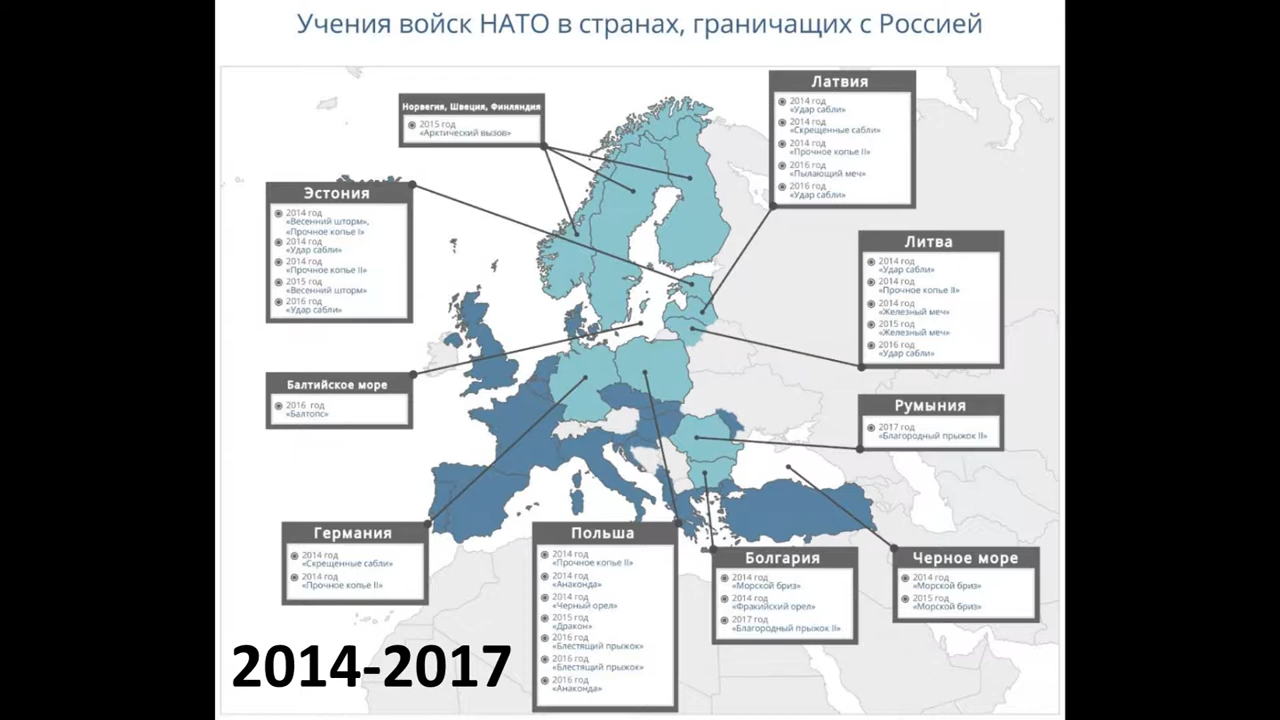 Учения войск НАТО в странах, граничащих с Россией
Норвегия, Швеция, Финляндия
2015 год
«Арктический вызов»
Латвия
2014 год
«Удар сабли»
2014 год
«Скрещенные сабли»
2014 год
«Прочное копье II»
2016 год
«Пылающий меч»
2016 год
«Удар сабли»
Эстония
2014 год
«Весенний шторм»,
«Прочное копье I»
2014 год
«Удар сабли»
2014 год
«Прочное копье II»
2015 год
«Весенний шторм»
2016 год
«Удар сабли»
Литва
2014 год
«Удар сабли»
2014 год
«Прочное копье II»
2014 год
«Железный меч»
2015 год
«Железный меч»
2016 год
«Удар сабли»
Балтийское море
2016 год
«Балтопс»
Румыния
2017 год
«Благородный прыжок II»
Германия
2014 год
«Скрещенные сабли»
2014 год
«Прочное копье II»
Польша
2014 год
«Прочное копье II»
2014 год
«Анаконда»
2014 год
«Черный орел»
2015 год
«Дракон»
2016 год
«Блестящий прыжок»
2016 год
«Блестящий прыжок»
2016 год
«Анаконда»
Болгария
2014 год
«Морской бриз»
2014 год
«Фракийский орел»
2017 год
«Благородный прыжок II»
Черное море
2014 год
«Морской бриз»
2015 год
«Морской бриз»
2014-2017